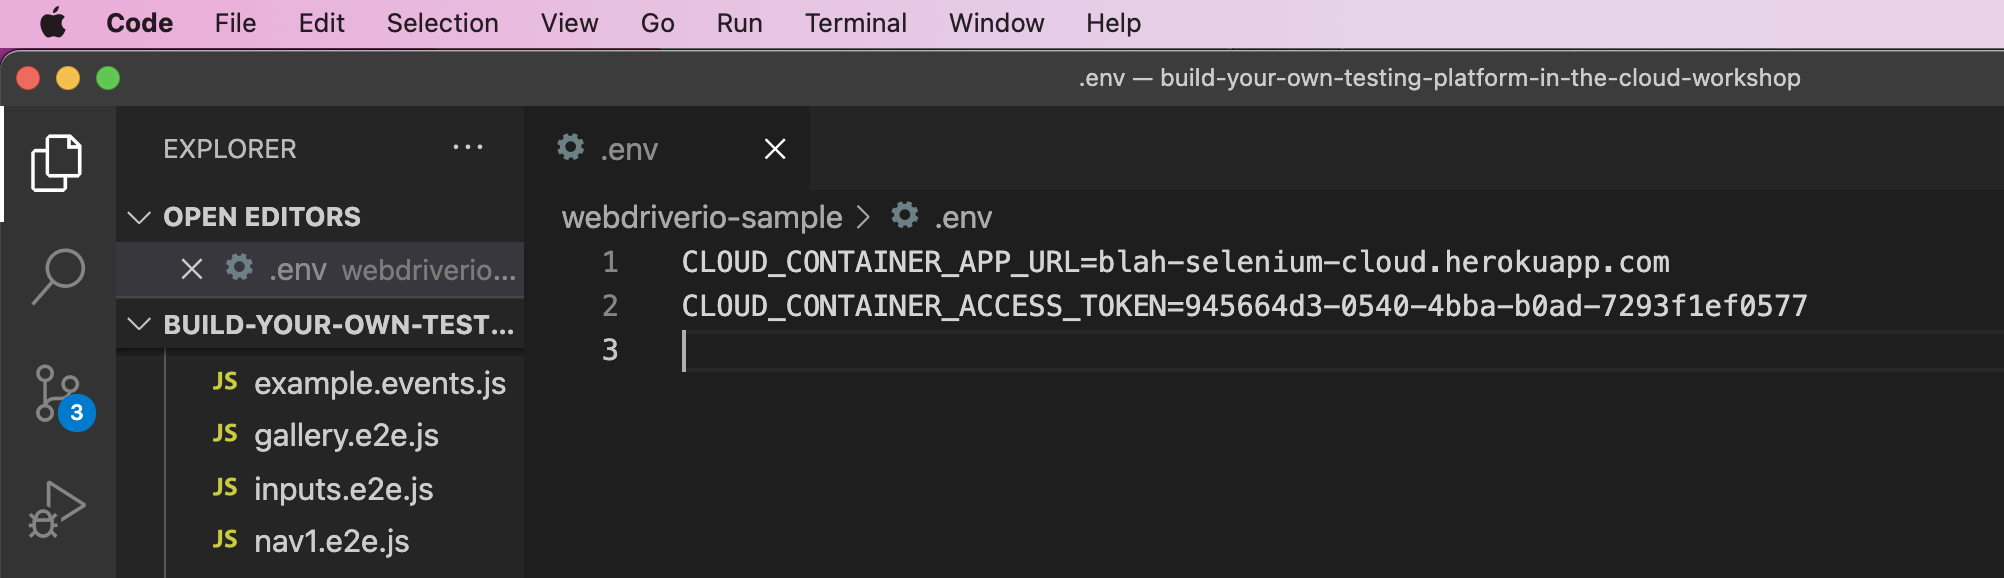 Code File Edit Selection View Go Run Terminal Window Help
.env — build-your-own-testing-platform-in-the-cloud-workshop
EXPLORER ···
.env
OPEN EDITORS
.env webdriverio...
BUILD-YOUR-OWN-TEST...
JS example.events.js
JS gallery.e2e.js
JS inputs.e2e.js
JS nav1.e2e.js
3
webdriverio-sample > .env
1 CLOUD_CONTAINER_APP_URL=blah-selenium-cloud.herokuapp.com
2 CLOUD_CONTAINER_ACCESS_TOKEN=945664d3-0540-4bba-b0ad-7293f1ef0577
3